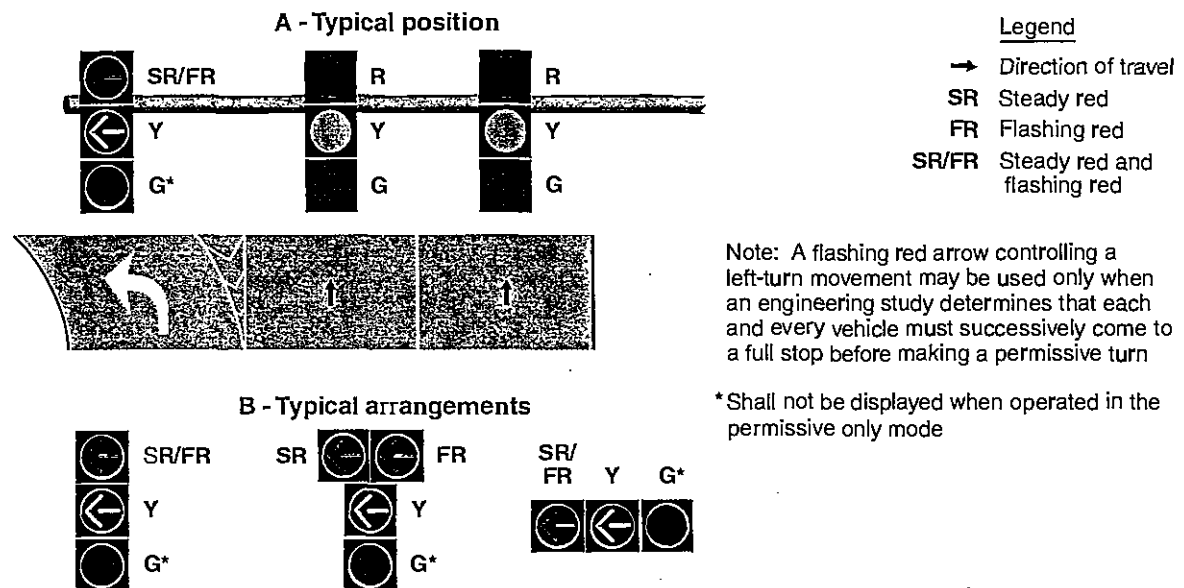 A - Typical position
SR/FR
Y
G*
R
Y
G
R
Y
G
Legend
→ Direction of travel
SR Steady red
FR Flashing red
SR/FR Steady red and
flashing red
Note: A flashing red arrow controlling a
left-turn movement may be used only when
an engineering study determines that each
and every vehicle must successively come to
a full stop before making a permissive turn
*Shall not be displayed when operated in the
permissive only mode
B - Typical arrangements
SR/FR
Y
G*
SR FR
Y
G*
SR/
FR Y G*